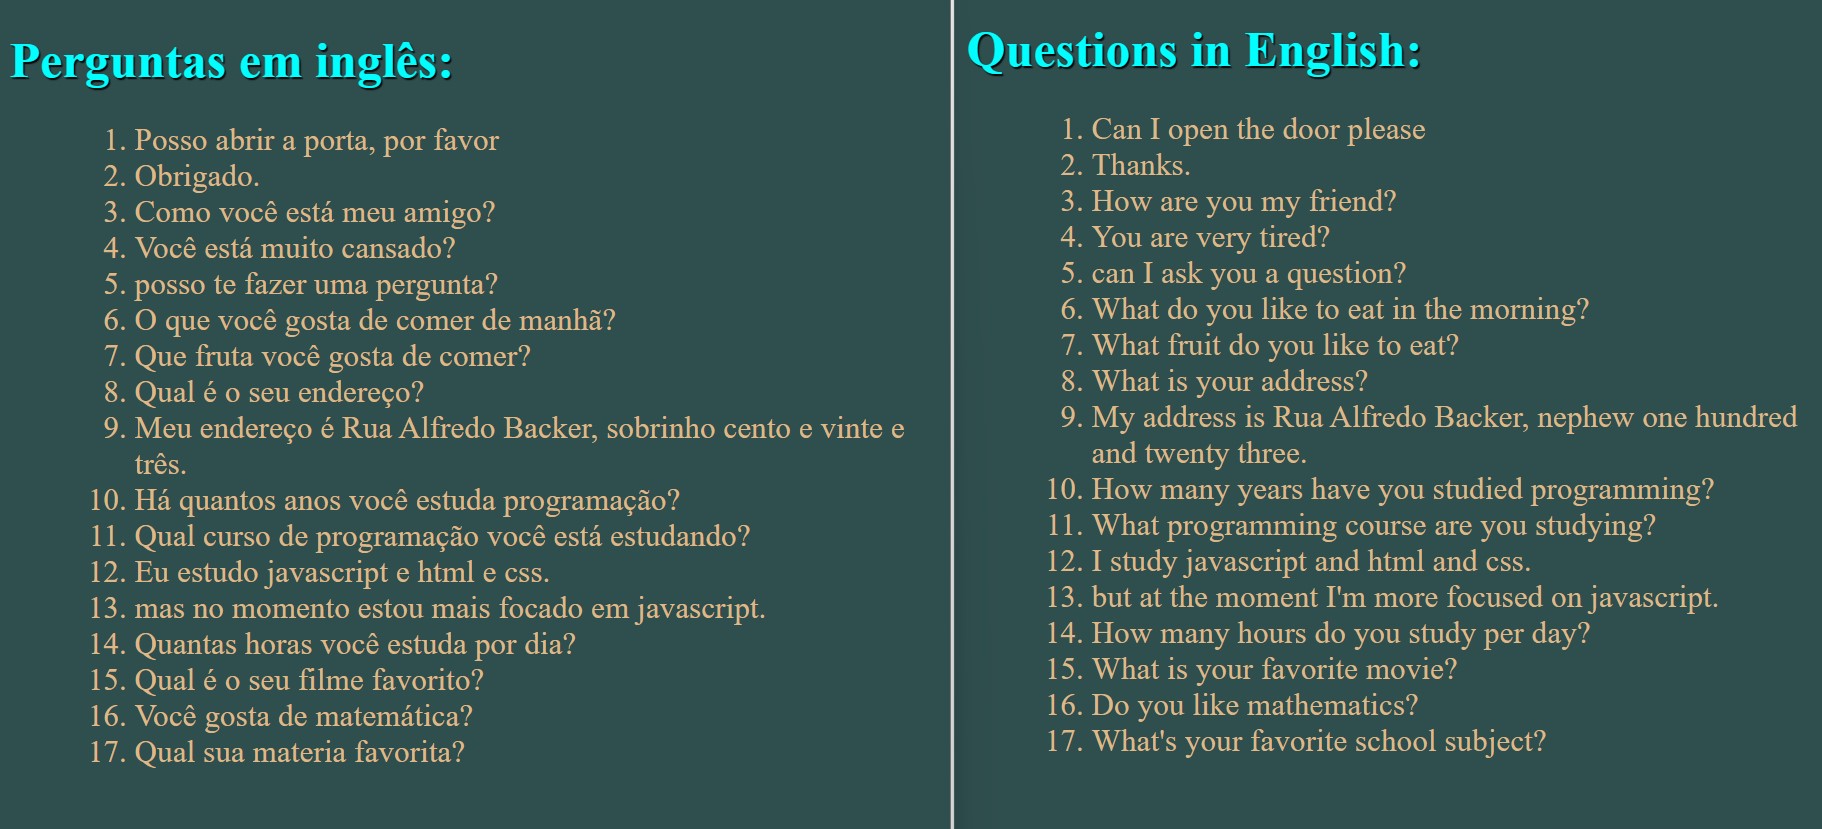 Perguntas em inglês:
1. Posso abrir a porta, por favor
2. Obrigado.
3. Como você está meu amigo?
4. Você está muito cansado?
5. posso te fazer uma pergunta?
6. O que você gosta de comer de manhã?
7. Que fruta você gosta de comer?
8. Qual é o seu endereço?
9. Meu endereço é Rua Alfredo Backer, sobrinho cento e vinte e
três.
10. Há quantos anos você estuda programação?
11. Qual curso de programação você está estudando?
12. Eu estudo javascript e html e css.
13. mas no momento estou mais focado em javascript.
14. Quantas horas você estuda por dia?
15. Qual é o seu filme favorito?
16. Você gosta de matemática?
17. Qual sua materia favorita?
Questions in English:
1. Can I open the door please
2. Thanks.
3. How are you my friend?
4. You are very tired?
5. can I ask you a question?
6. What do you like to eat in the morning?
7. What fruit do you like to eat?
8. What is your address?
9. My address is Rua Alfredo Backer, nephew one hundred
and twenty three.
10. How many years have you studied programming?
11. What programming course are you studying?
12. I study javascript and html and css.
13. but at the moment I'm more focused on javascript.
14. How many hours do you study per day?
15. What is your favorite movie?
16. Do you like mathematics?
17. What's your favorite school subject?